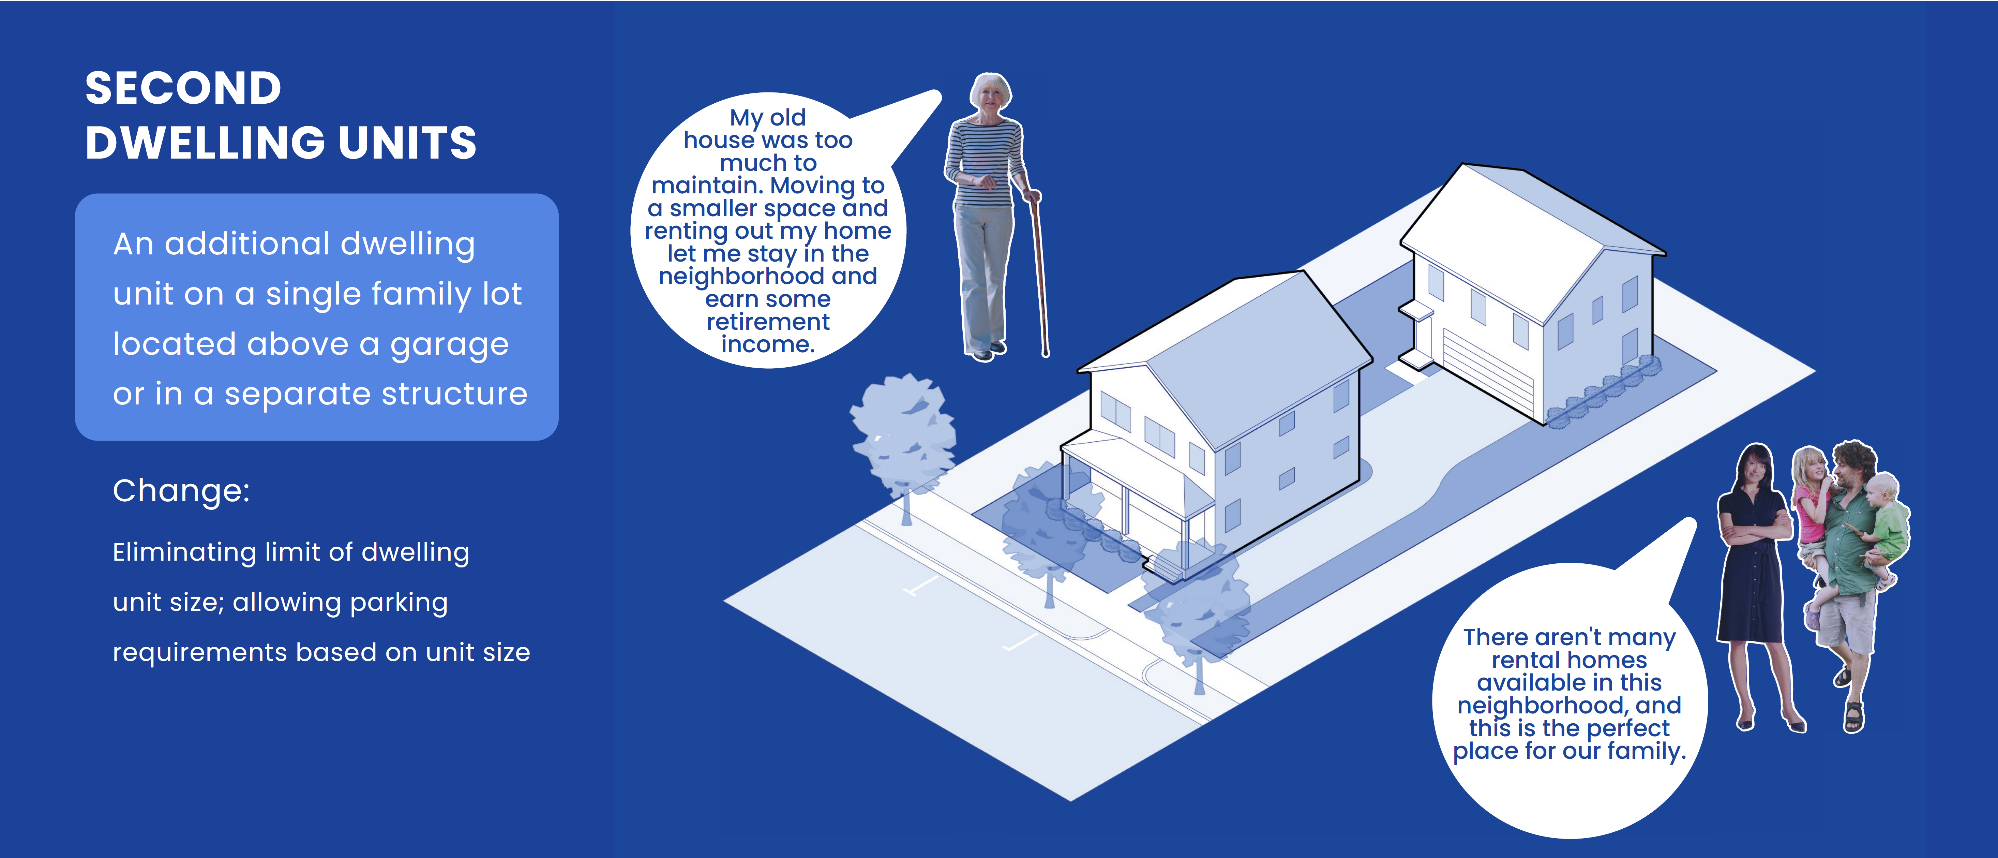 SECOND
DWELLING UNITS
An additional dwelling
unit on a single family lot
located above a garage
or in a separate structure
Change:
Eliminating limit of dwelling
unit size; allowing parking
requirements based on unit size
My old
house was too
much to
maintain. Moving to
a smaller space and
renting out my home
let me stay in the
neighborhood and
earn some
retirement
income.
There aren't many
rental homes
available in this
neighborhood, and
this is the perfect
place for our family.